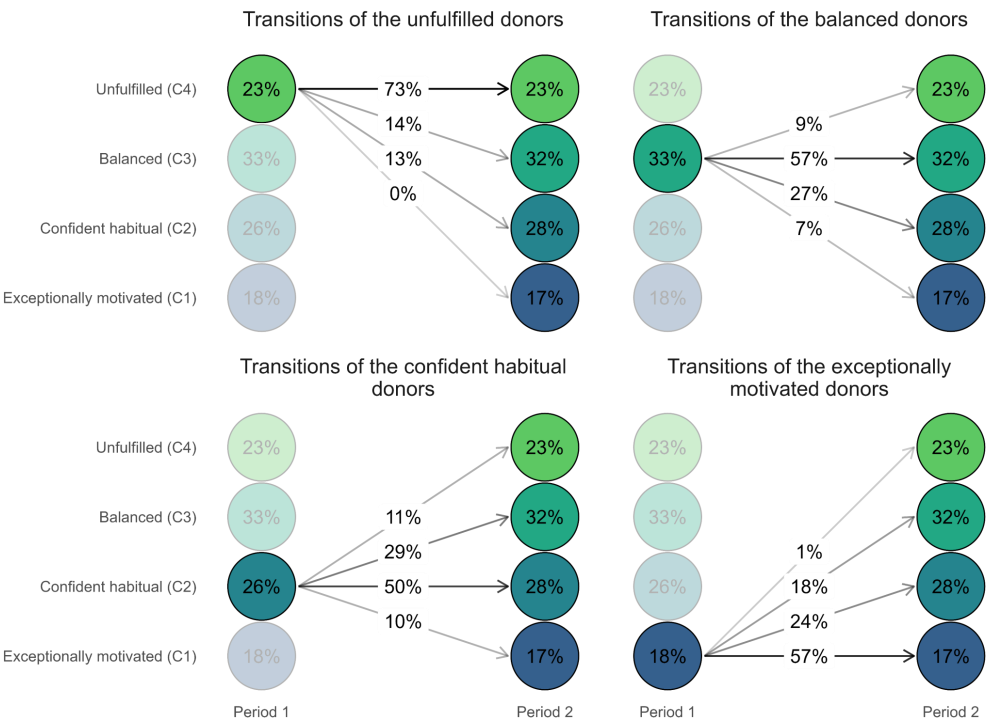 Transitions of the unfulfilled donors
Transitions of the balanced donors
Unfulfilled (C4)
23%
73%
23%
23%
23%
14%
9%
Balanced (C3)
33%
13%
32%
33%
57%
32%
0%
27%
Confident habitual (C2)
26%
28%
26%
7%
28%
Exceptionally motivated (C1)
18%
17%
18%
17%
Transitions of the confident habitual
donors
Transitions of the exceptionally
motivated donors
Unfulfilled (C4)
23%
23%
23%
23%
Balanced (C3)
33%
11%
32%
33%
32%
29%
1%
Confident habitual (C2)
26%
50%
28%
26%
18%
28%
10%
24%
Exceptionally motivated (C1)
18%
17%
18%
57%
17%
Period 1
Period 2
Period 1
Period 2